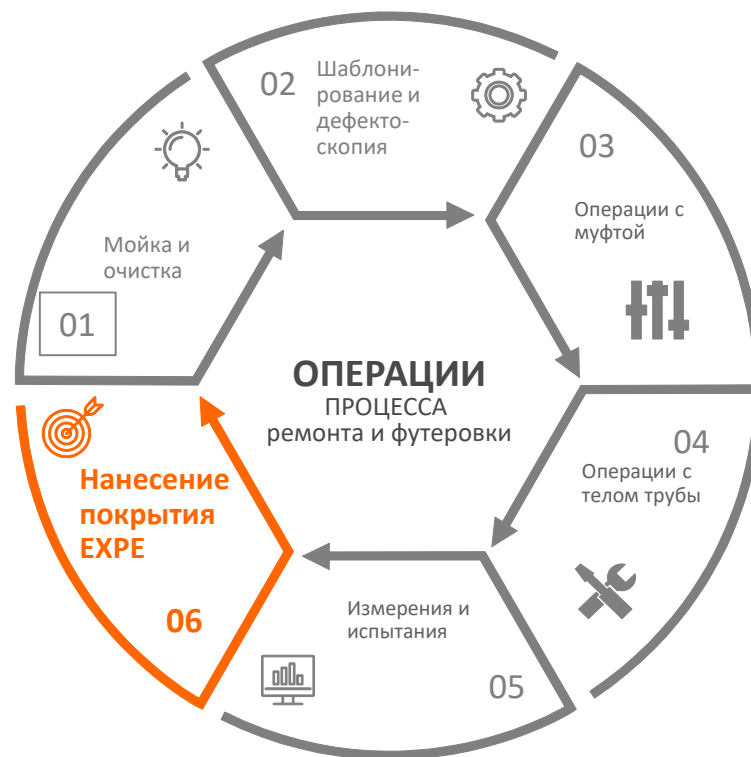 ОПЕРАЦИИ
ПРОЦЕССА
ремонта и футеровки
01
Мойка и
очистка
02
Шаблони-
рование и
дефекто-
скопия
03
Операции с
муфтой
04
Операции с
телом трубы
05
Измерения и
испытания
06
Нанесение
покрытия
EXPE